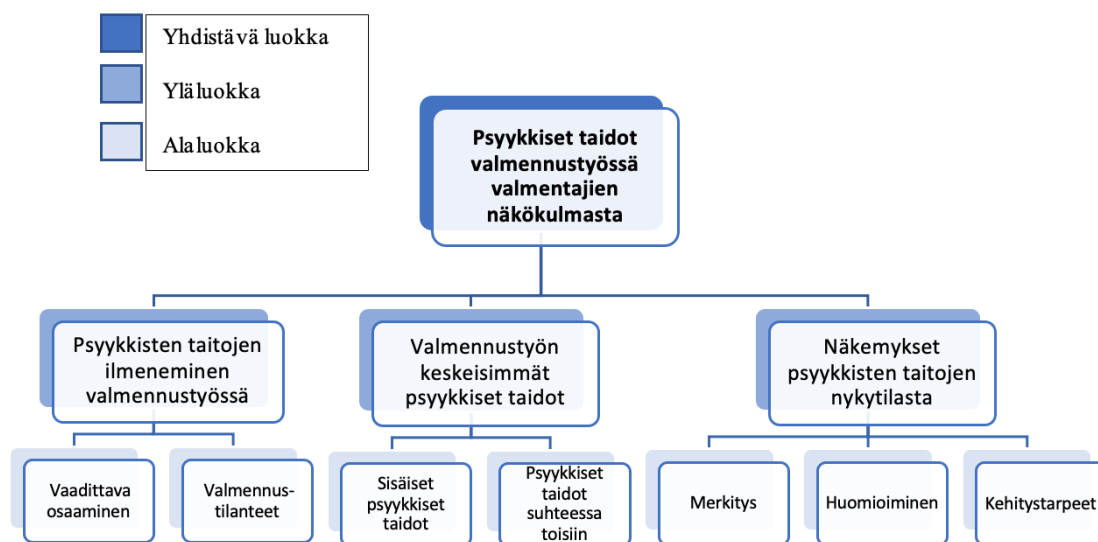 Yhdistävä luokka
Yläluokka
Alaluokka
Psyykkiset taidot
valmennustyössä
valmentajien
näkökulmasta
Psyykkisten taitojen
ilmeneminen
valmennustyössä
Valmennustyön
keskeisimmät
psyykkiset taidot
Näkemykset
psyykkisten taitojen
nykytilasta
Vaadittava
osaaminen
Valmennus-
tilanteet
Sisäiset
psyykkiset
taidot
Psyykkiset
taidot
suhteessa
toisiin
Merkitys
Huomioiminen
Kehitystarpeet